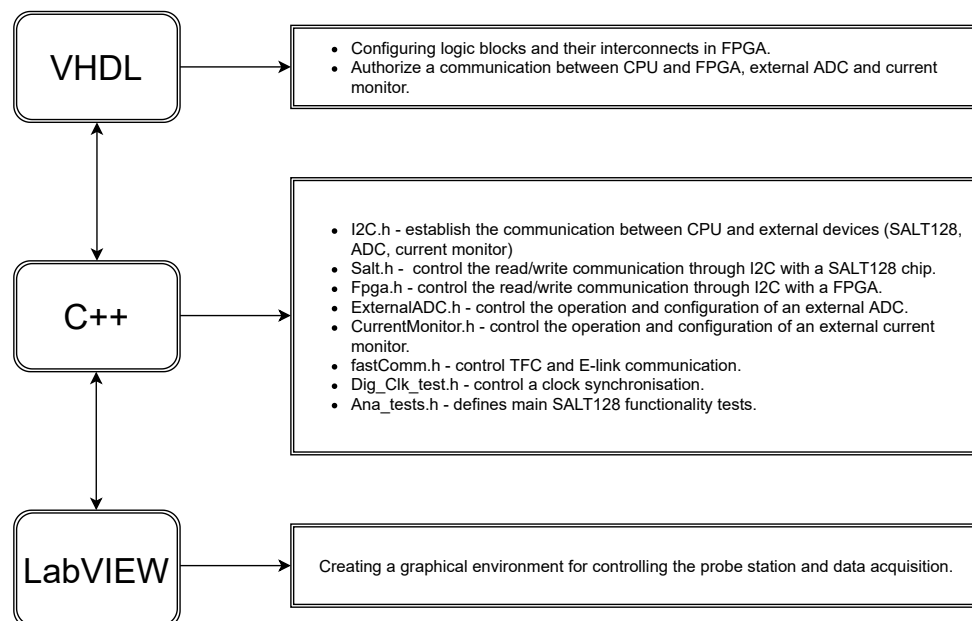 VHDL
• Configuring logic blocks and their interconnects in FPGA.
• Authorize a communication between CPU and FPGA, external ADC and current
monitor.
C++
• I2C.h - establish the communication between CPU and external devices (SALT128,
ADC, current monitor)
• Salt.h - control the read/write communication through I2C with a SALT128 chip.
• Fpga.h - control the read/write communication through I2C with a FPGA.
• ExternalADC.h - control the operation and configuration of an external ADC.
• CurrentMonitor.h - control the operation and configuration of an external current
monitor.
• fastComm.h - control TFC and E-link communication.
• Dig_Clk_test.h - control a clock synchronisation.
• Ana_tests.h - defines main SALT128 functionality tests.
LabVIEW
Creating a graphical environment for controlling the probe station and data acquisition.